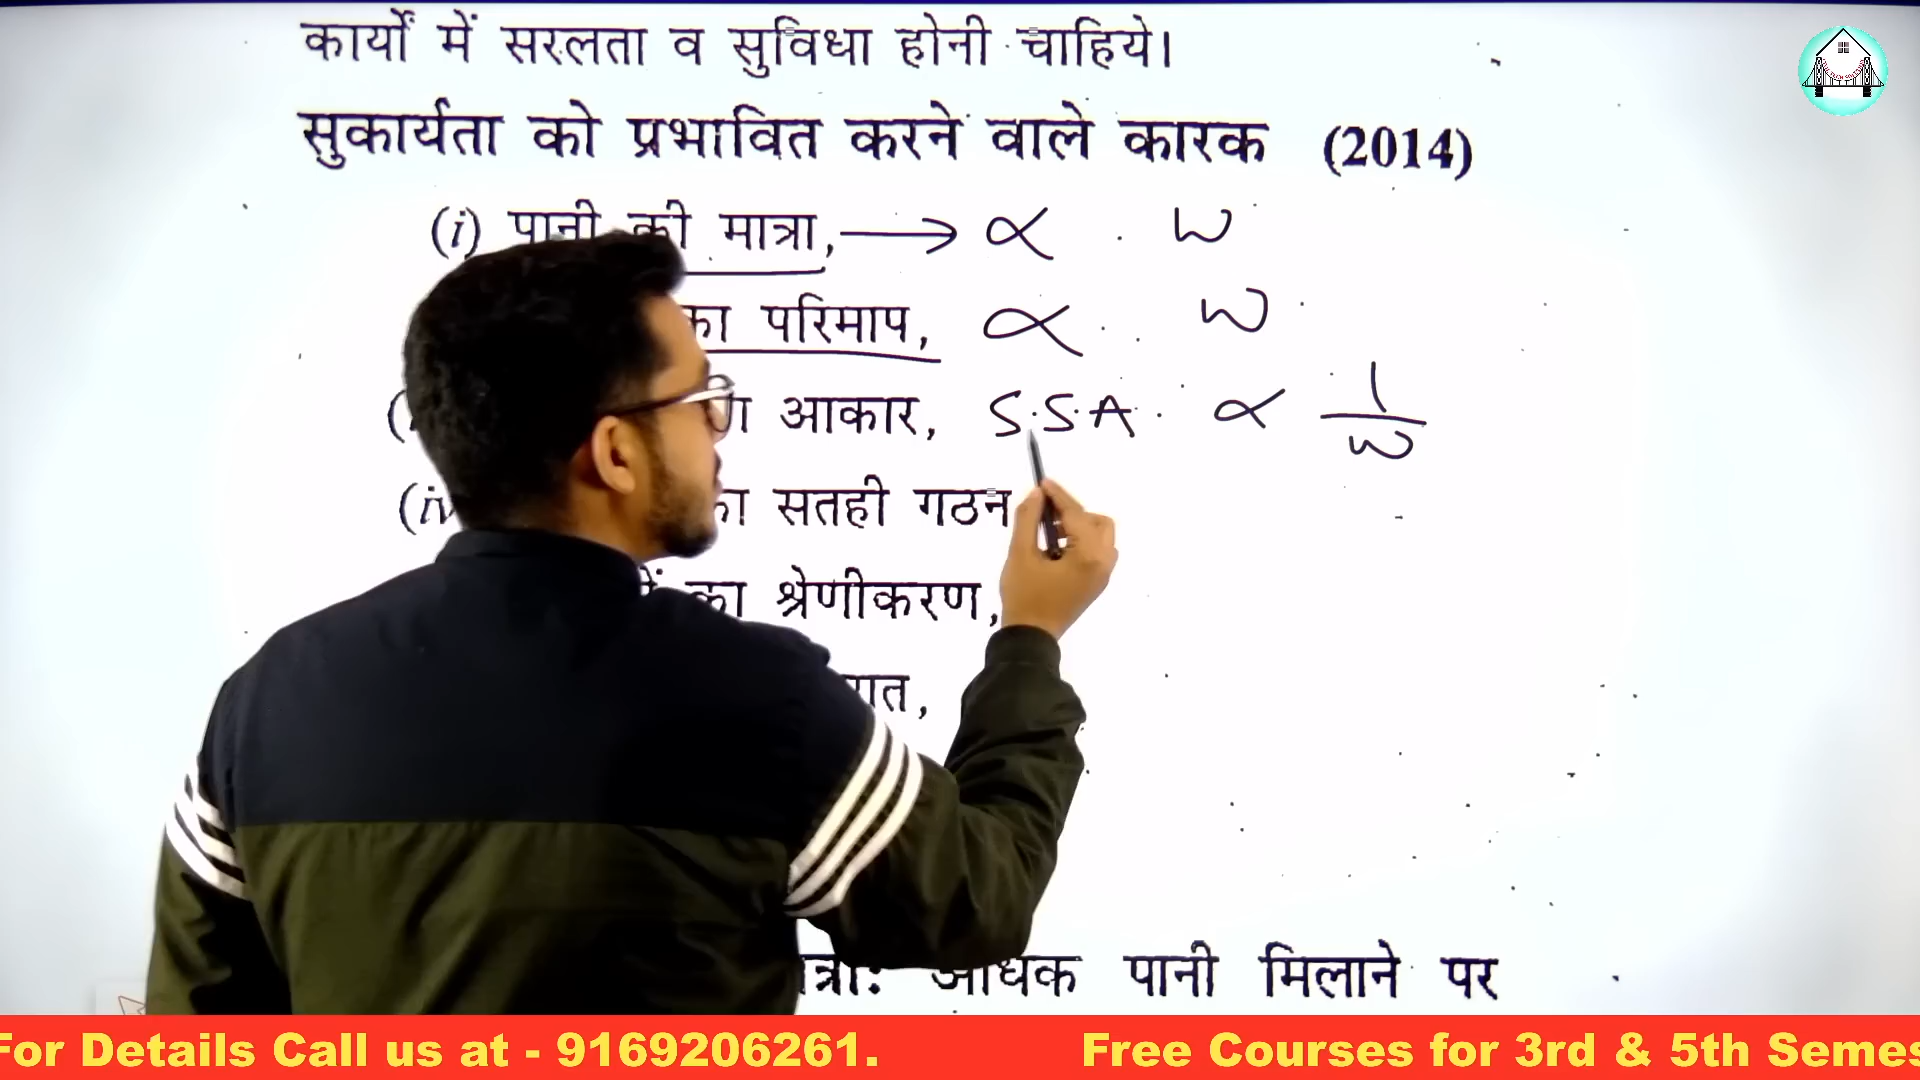 कार्यों में सरलता व सुविधा होनी चाहिये।
सुकार्यता को प्रभावित करने वाले कारक (2014)
(i) पानी की मात्रा, → ∝ W
का परिमाप, ∝ W
आकार, S.S.A. ∝ 1/W
(iv का सतही गठन
का श्रेणीकरण,
अधिक पानी मिलाने पर
For Details Call us at - 9169206261. Free Courses for 3rd & 5th Semes